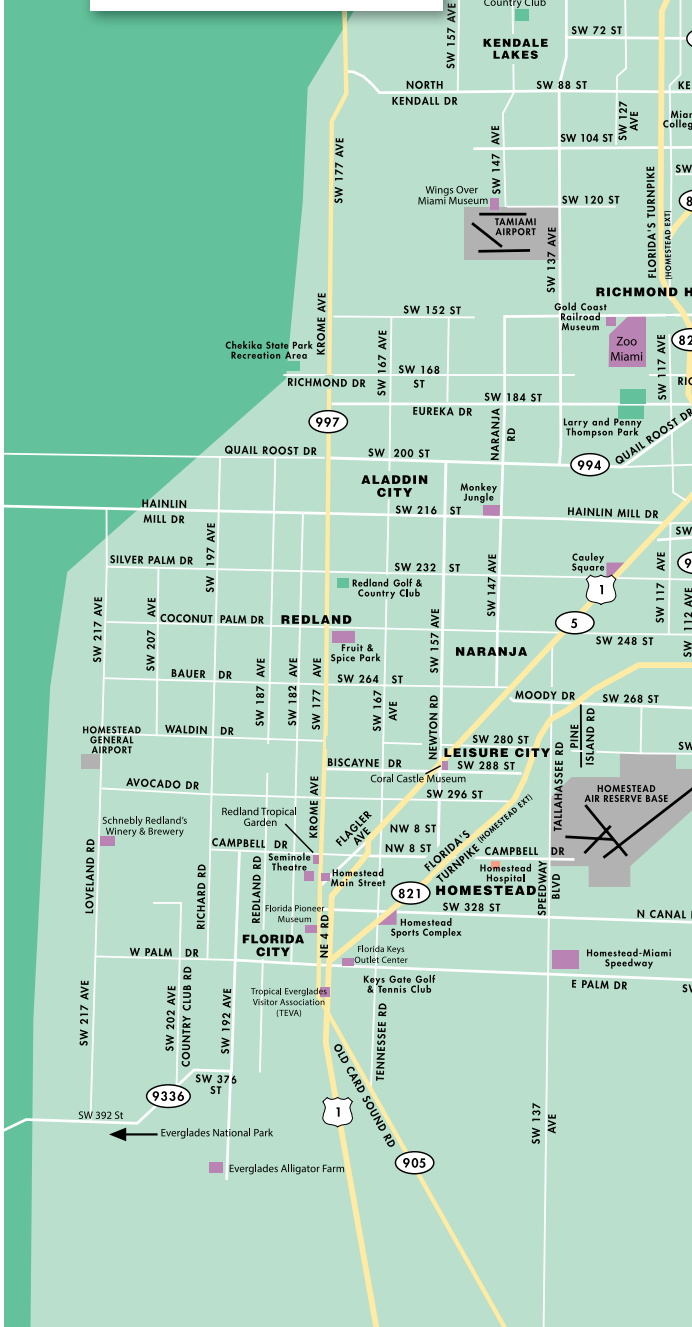 Country Club
SW 157 AVE
KENDALE
LAKES
SW 72 ST
NORTH
KENDALL DR
SW 88 ST
KE
SW 127
AVE
Miar
Colleg
SW 104 ST
SW 177 AVE
SW 147 AVE
SW
Wings Over
Miami Museum
SW 120 ST
8
TAMIAMI
AIRPORT
SW 137 AVE
FLORIDA'S TURNPIKE
(HOMESTEAD EXT)
RICHMOND H
KROME AVE
SW 152 ST
Gold Coast
Railroad
Museum
Zoo
Miami
82
SW 117 AVE
Chekika State Park
Recreation Area
SW 167 AVE
SW 168
ST
RICHMOND DR
RIC
SW 184 ST
EUREKA DR
NARANJA
RD
997
Larry and Penny
Thompson Park
QUAIL ROOST DR
QUAIL ROOST DR
SW 200 ST
994
ALADDIN
CITY
Monkey
Jungle
HAINLIN
MILL DR
SW 216 ST
HAINLIN MILL DR
SW
SW 197 AVE
SILVER PALM DR
SW 232 ST
Cauley
Square
SW 147 AVE
SW 117 AVE
9
Redland Golf &
Country Club
1
SW 217 AVE
SW 207 AVE
COCONUT PALM DR
REDLAND
SW 157 AVE
5
SW 112 AVE
SW 248 ST
Fruit &
Spice Park
NARANJA
BAUER DR
SW 187 AVE
SW 182 AVE
SW 177 AVE
SW 264 ST
SW 167
AVE
NEWTON RD
MOODY DR
SW 268 ST
HOMESTEAD
GENERAL
AIRPORT
WALDIN DR
SW 280 ST
PINE
ISLAND RD
LEISURE CITY
SW
BISCAYNE DR
SW 288 ST
Coral Castle Museum
AVOCADO DR
SW 296 ST
TALLAHASSEE RD
HOMESTEAD
AIR RESERVE BASE
KROME AVE
Redland Tropical
Garden
Schnebly Redland's
Winery & Brewery
FLAGLER
AVE
NW 8 ST
NW 8 ST
FLORIDA'S
TURNPIKE (HOMESTEAD EXT)
CAMPBELL DR
CAMPBELL DR
LOVELAND RD
RICHARD RD
REDLAND RD
Seminole
Theatre
Homestead
Main Street
Homestead
Hospital
SPEEDWAY
BLVD
821
HOMESTEAD
SW 328 ST
N CANAL
Florida Pioneer
Museum
NE 4 RD
Homestead
Sports Complex
FLORIDA
CITY
W PALM DR
Florida Keys
Outlet Center
Homestead-Miami
Speedway
E PALM DR
SW
Keys Gate Golf
& Tennis Club
Tropical Everglades
Visitor Association
(TEVA)
SW 217 AVE
SW 202 AVE
COUNTRY CLUB RD
SW 192 AVE
TENNESSEE RD
OLD CARD SOUND RD
SW 376
ST
9336
SW 392 St
1
SW 137
AVE
Everglades National Park
905
Everglades Alligator Farm